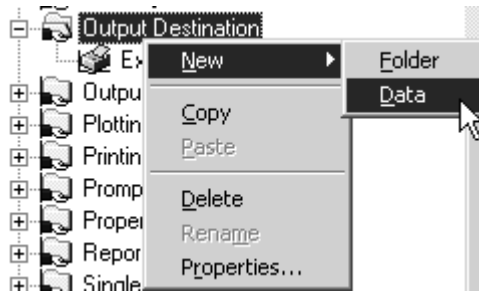 Output Destination
Ex
New
Folder
Data
Outpu
Copy
Plottin
Paste
Printin
Promp
Delete
Proper
Rename
Repor
Properties...
Single